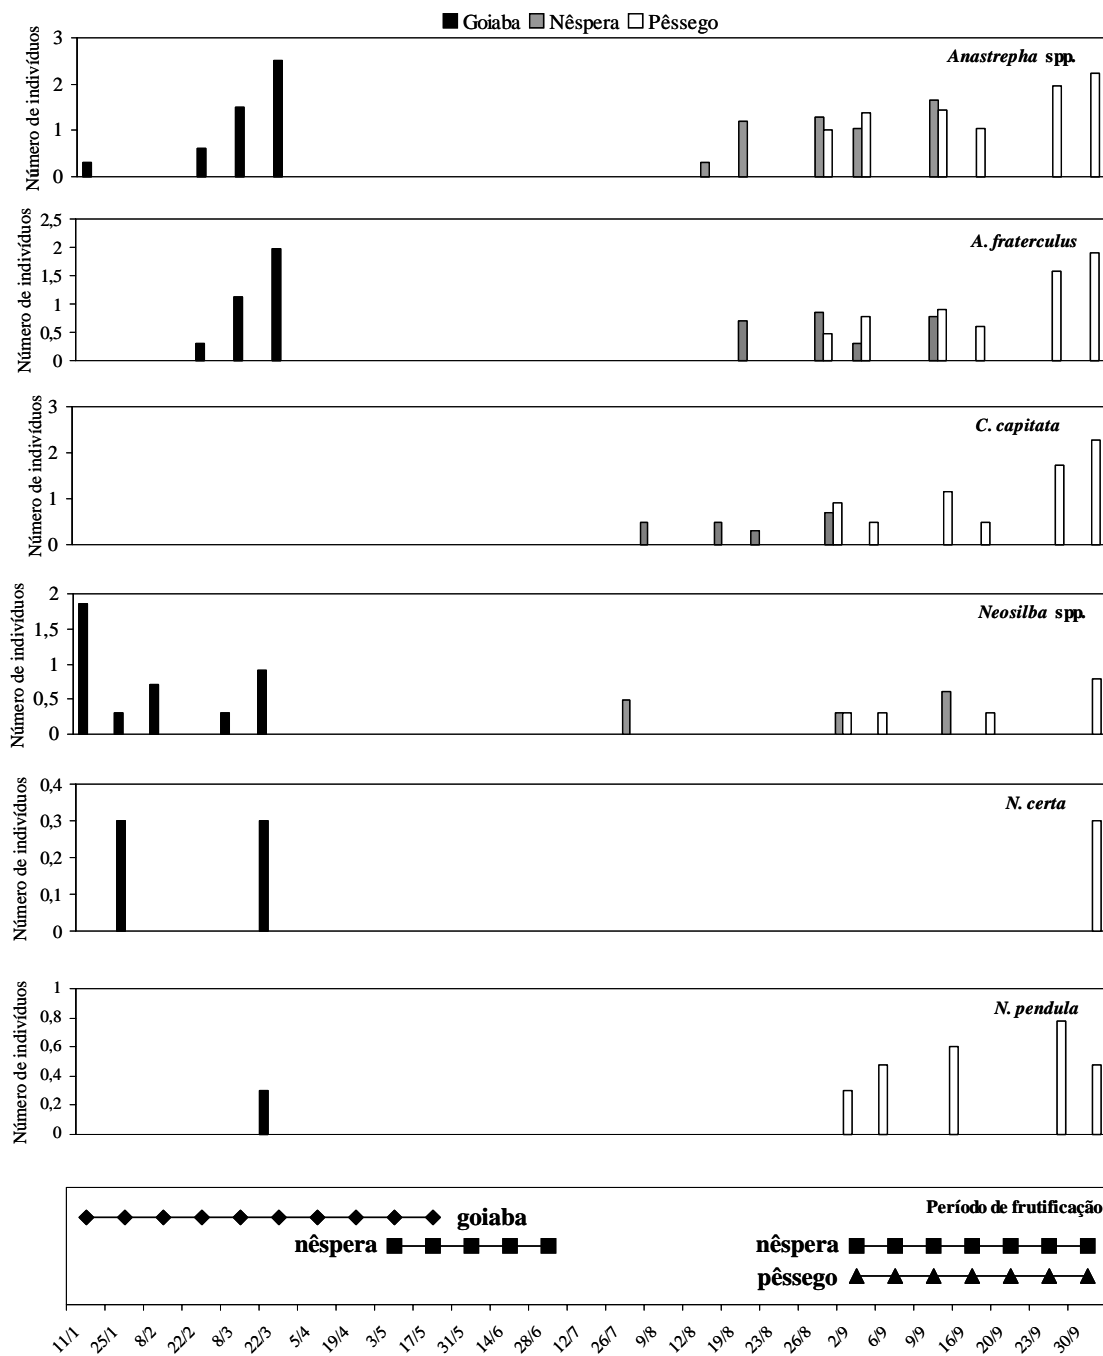 Goiaba Nêspera Pêssego
Número de indivíduos
3
2
1
0
Anastrepha spp.
Número de indivíduos
2,5
2
1,5
1
0,5
0
A. fraterculus
Número de indivíduos
3
2
1
0
C. capitata
Número de indivíduos
2
1,5
1
0,5
0
Neosilba spp.
Número de indivíduos
0,4
0,3
0,2
0,1
0
N. certa
Número de indivíduos
1
0,8
0,6
0,4
0,2
0
N. pendula
Período de frutificação
goiaba
nêspera
nêspera
pêssego
11/1 25/1 8/2 22/2 8/3 22/3 5/4 19/4 3/5 17/5 31/5 14/6 28/6 12/7 26/7 9/8 12/8 19/8 23/8 26/8 2/9 6/9 9/9 16/9 20/9 23/9 30/9